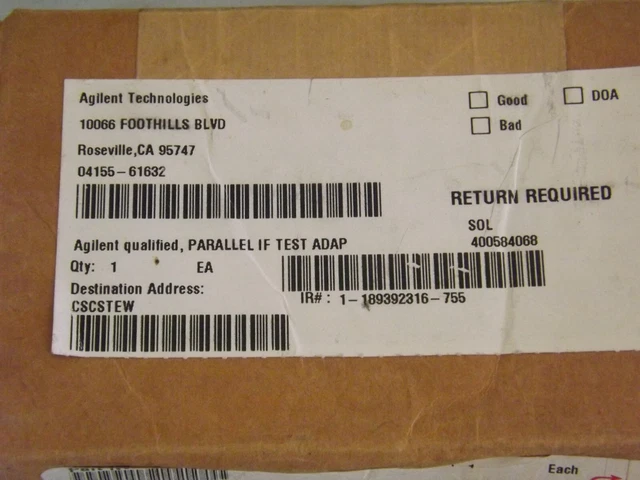 Agilent Technologies
Good
DOA
10066 FOOTHILLS BLVD
Bad
Roseville,CA 95747
04155-61632
RETURN REQUIRED
SOL
400584068
Agilent qualified, PARALLEL IF TEST ADAP
Qty: 1 EA
Destination Address:
IR#: 1-189392316-755
CSCSTEW
Each